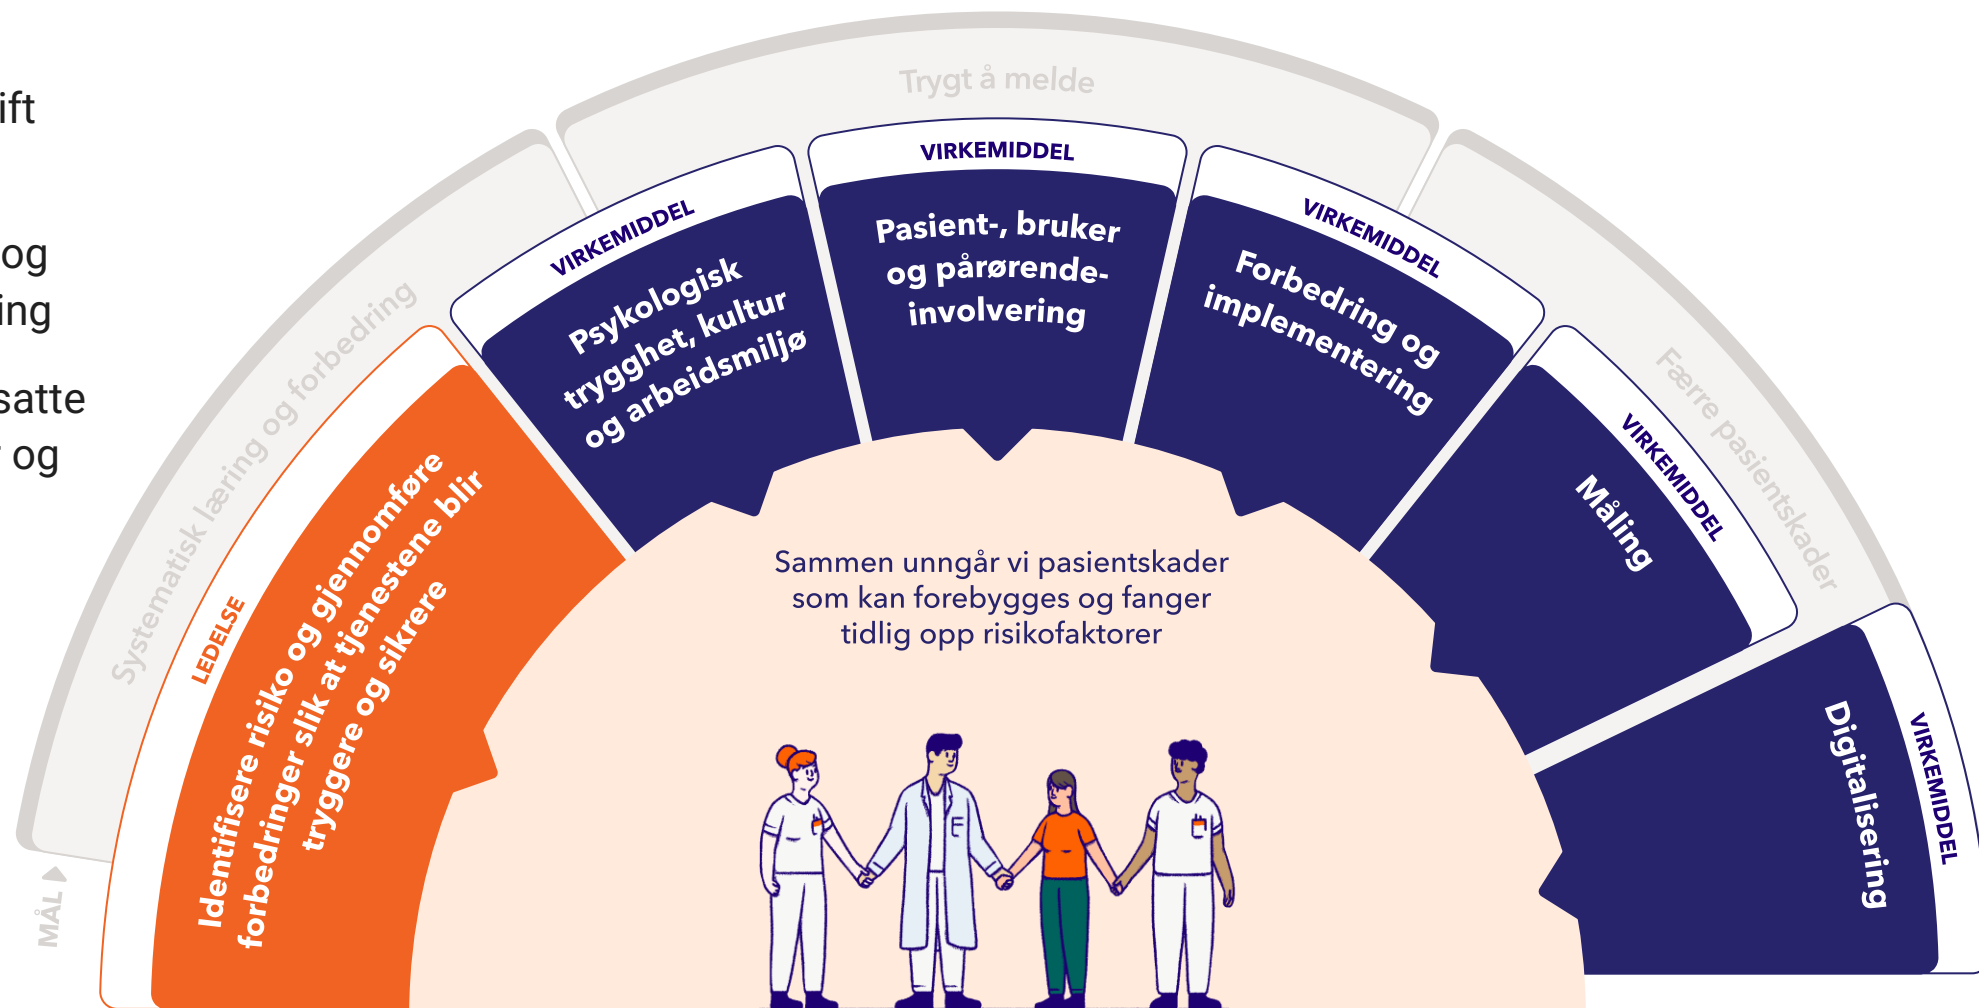 ift
og
ing
satte
r og
MÅL
Systematisk læring og forbedring
Trygt å melde
Færre pasientskader
LEDELSE
Identifisere risiko og gjennomføre
forbedringer slik at tjenestene blir
tryggere og sikrere
VIRKEMIDDEL
Psykologisk
trygghet, kultur
og arbeidsmiljø
VIRKEMIDDEL
Pasient-, bruker
og pårørende-
involvering
VIRKEMIDDEL
Forbedring og
implementering
VIRKEMIDDEL
Måling
VIRKEMIDDEL
Digitalisering
Sammen unngår vi pasientskader
som kan forebygges og fanger
tidlig opp risikofaktorer